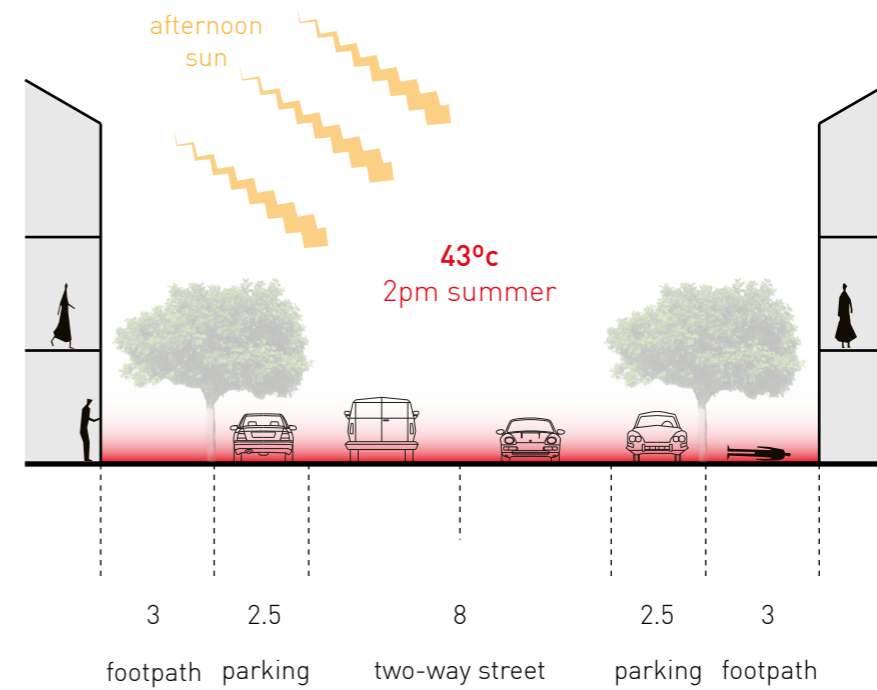 afternoon
sun
43ºc
2pm summer
3 2.5 8 2.5 3
footpath parking two-way street parking footpath